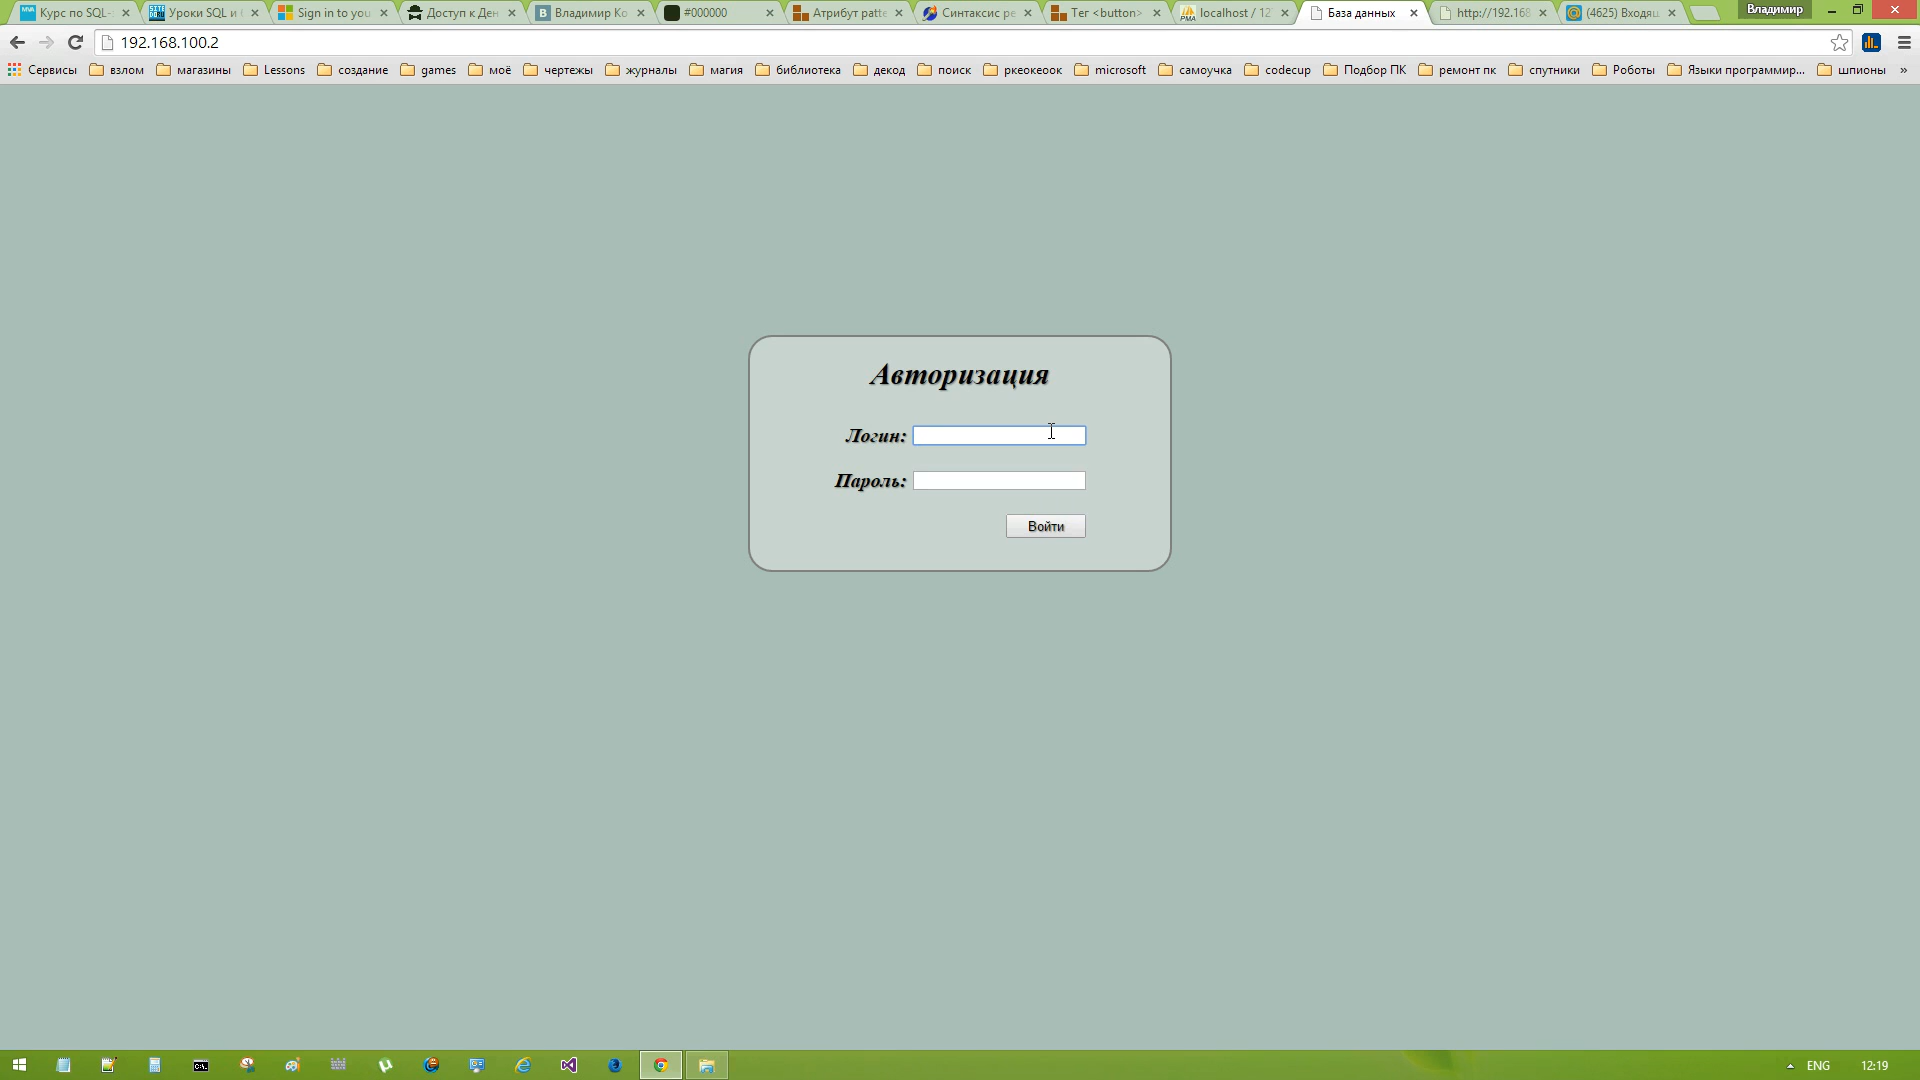 Курс по SQL-
Уроки SQL и
Sign in to you
Доступ к Ден
Владимир Ко
#000000
Атрибут patte
Синтаксис ре
Тег <button>
localhost / 12
База данных
http://192.168
(4625) Входящ
Владимир
192.168.100.2
Сервисы
взлом
магазины
Lessons
создание
games
моё
чертежы
журналы
магия
библиотека
декод
поиск
ркеокеоок
microsoft
самоучка
codecup
Подбор ПК
ремонт пк
спутники
Роботы
Языки программир...
шпионы
»
Авторизация
Логин:
Пароль:
Войти
ENG
12:19